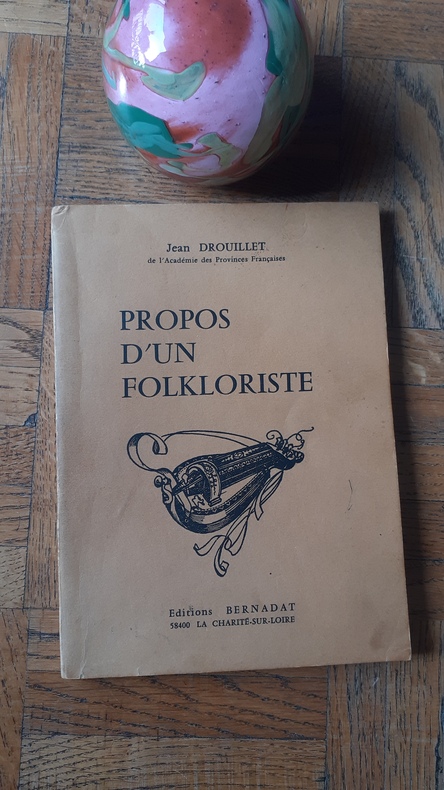 Jean DROUILLET
de l'Académie des Provinces Françaises
PROPOS
D'UN
FOLKLORISTE
Editions BERNADAT
58400 LA CHARITÉ-SUR-LOIRE